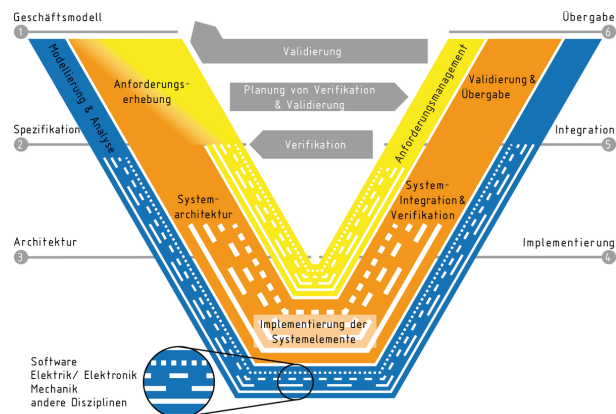 Geschäftsmodell
1
Übergabe
6
Validierung
Modellierung & Analyse
Anforderungs-
erhebung
Planung von Verifikation
& Validierung
Anforderungsmanagement
Validierung &
Übergabe
Spezifikation
2
Verifikation
Integration
5
System-
architektur
System-
Integration &
Verifikation
Architektur
3
Implementierung
4
Implementierung der
Systemelemente
Software
Elektrik/ Elektronik
Mechanik
andere Disziplinen